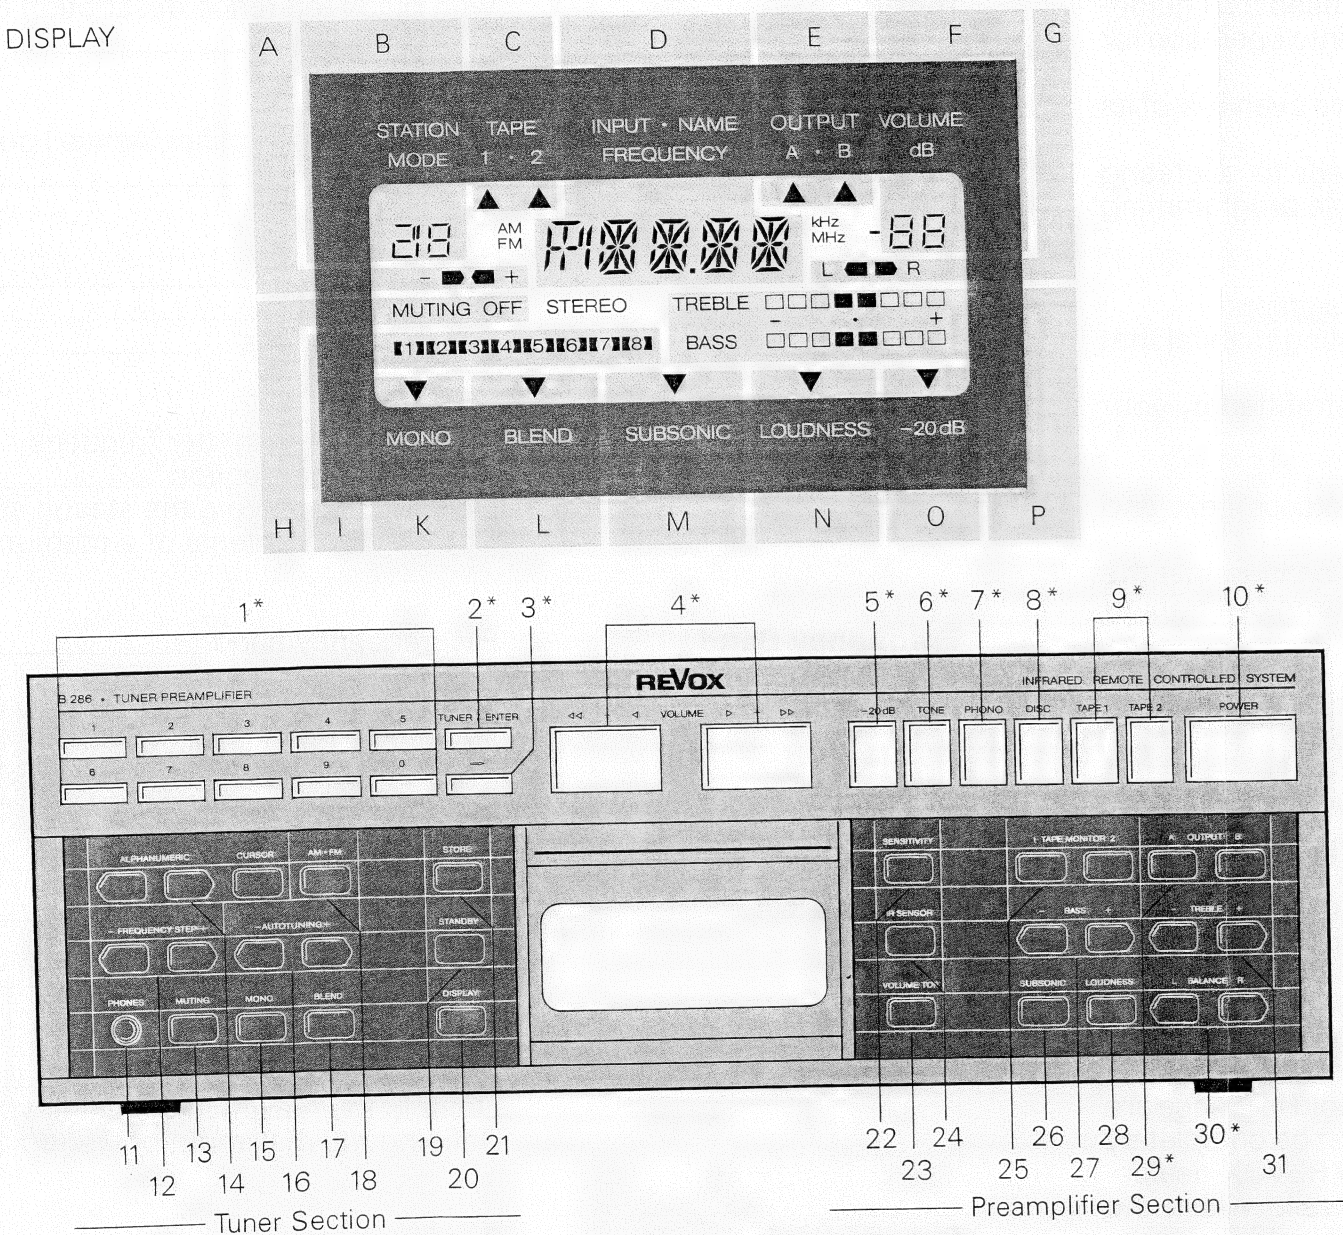 DISPLAY
A B C D E F G
STATION TAPE INPUT · NAME OUTPUT VOLUME
MODE 1 · 2 FREQUENCY A · B dB
AM kHz
FM MHz -88
- + L R
MUTING OFF STEREO TREBLE
- · +
1 2 3 4 5 6 7 8 BASS
MONO BLEND SUBSONIC LOUDNESS -20dB
H I K L M N O P
1* 2* 3* 4* 5* 6* 7* 8* 9* 10*
REVOX
B 286 · TUNER PREAMPLIFIER INFRARED REMOTE CONTROLLED SYSTEM
1 2 3 4 5 TUNER / ENTER VOLUME -20dB TONE PHONO DISC TAPE 1 TAPE 2 POWER
6 7 8 9 0
ALPHANUMERIC CURSOR AM·FM STORE SENSITIVITY 1 TAPE MONITOR 2 A OUTPUT B
- FREQUENCY STEP + - AUTOTUNING + STANDBY IR SENSOR - BASS + - TREBLE +
PHONES MUTING MONO BLEND DISPLAY SUBSONIC LOUDNESS L BALANCE R
11 13 15 17 19 21 22 24 26 28 30*
12 14 16 18 20 23 25 27 29* 31
Tuner Section Preamplifier Section